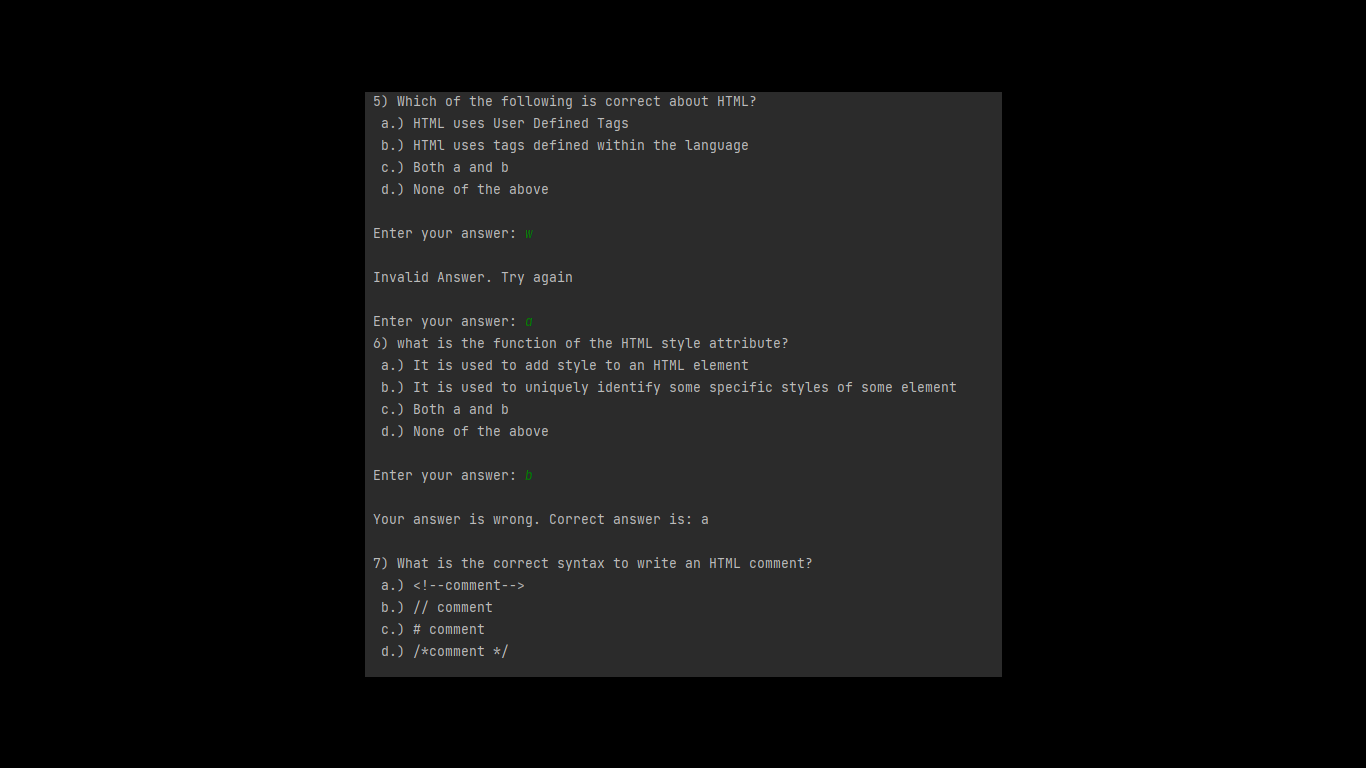 5) Which of the following is correct about HTML?
a.) HTML uses User Defined Tags
b.) HTMl uses tags defined within the language
c.) Both a and b
d.) None of the above
Enter your answer: w
Invalid Answer. Try again
Enter your answer: a
6) what is the function of the HTML style attribute?
a.) It is used to add style to an HTML element
b.) It is used to uniquely identify some specific styles of some element
c.) Both a and b
d.) None of the above
Enter your answer: b
Your answer is wrong. Correct answer is: a
7) What is the correct syntax to write an HTML comment?
a.) <!--comment-->
b.) // comment
c.) # comment
d.) /*comment */